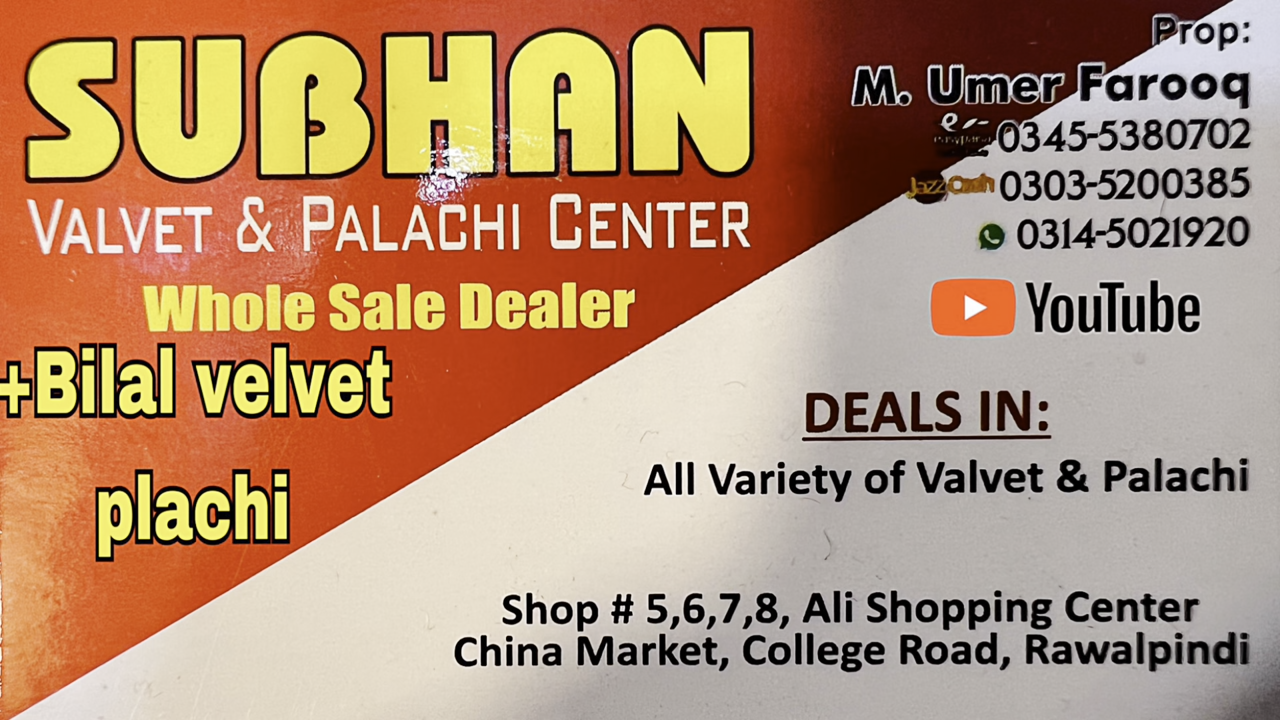 SUBHAN
VALVET & PALACHI CENTER
Whole Sale Dealer
+Bilal velvet
plachi
Prop:
M. Umer Farooq
easypaisa 0345-5380702
JazzCash 0303-5200385
0314-5021920
YouTube
DEALS IN:
All Variety of Valvet & Palachi
Shop # 5,6,7,8, Ali Shopping Center
China Market, College Road, Rawalpindi